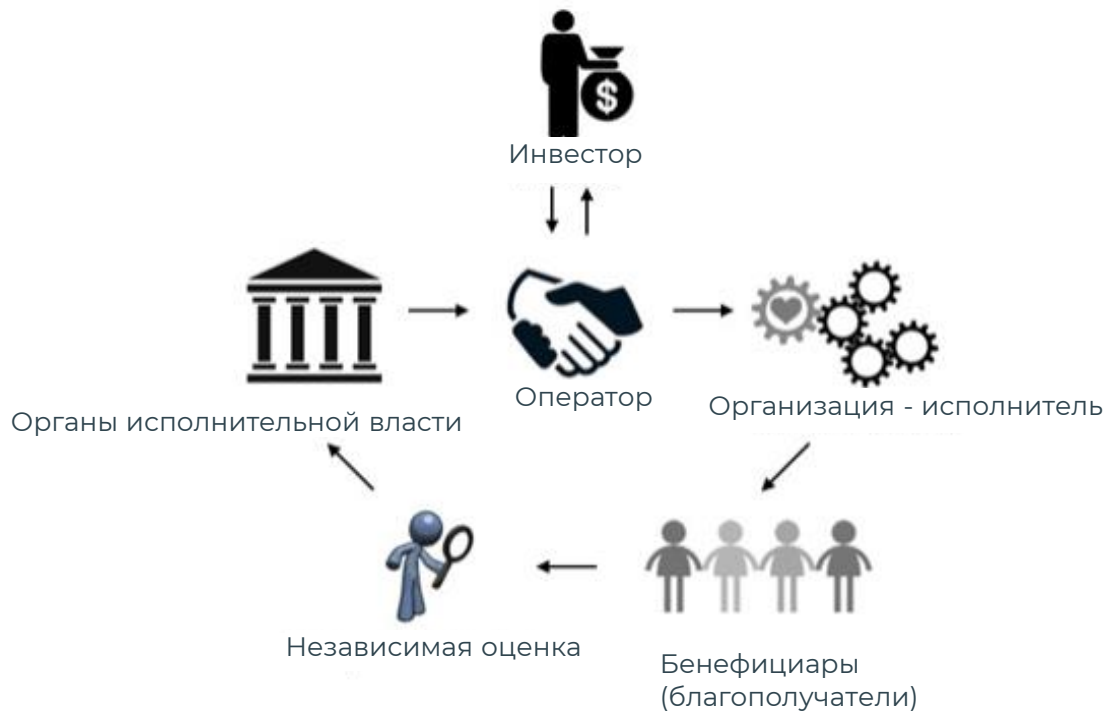 $
Инвестор
Оператор
Организация - исполнитель
Органы исполнительной власти
Независимая оценка
Бенефициары
(благополучатели)